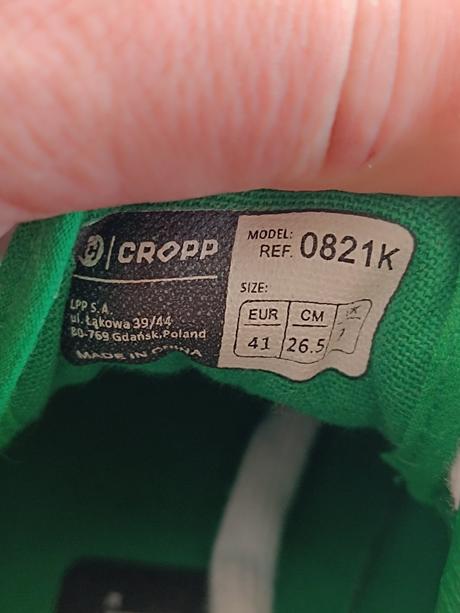 CROPP
LPP S.A.
ul. Łąkowa 39/44
80-769 Gdańsk, Poland
MADE IN CHINA
MODEL:
REF. 0821K
SIZE:
EUR CM
41 26.5